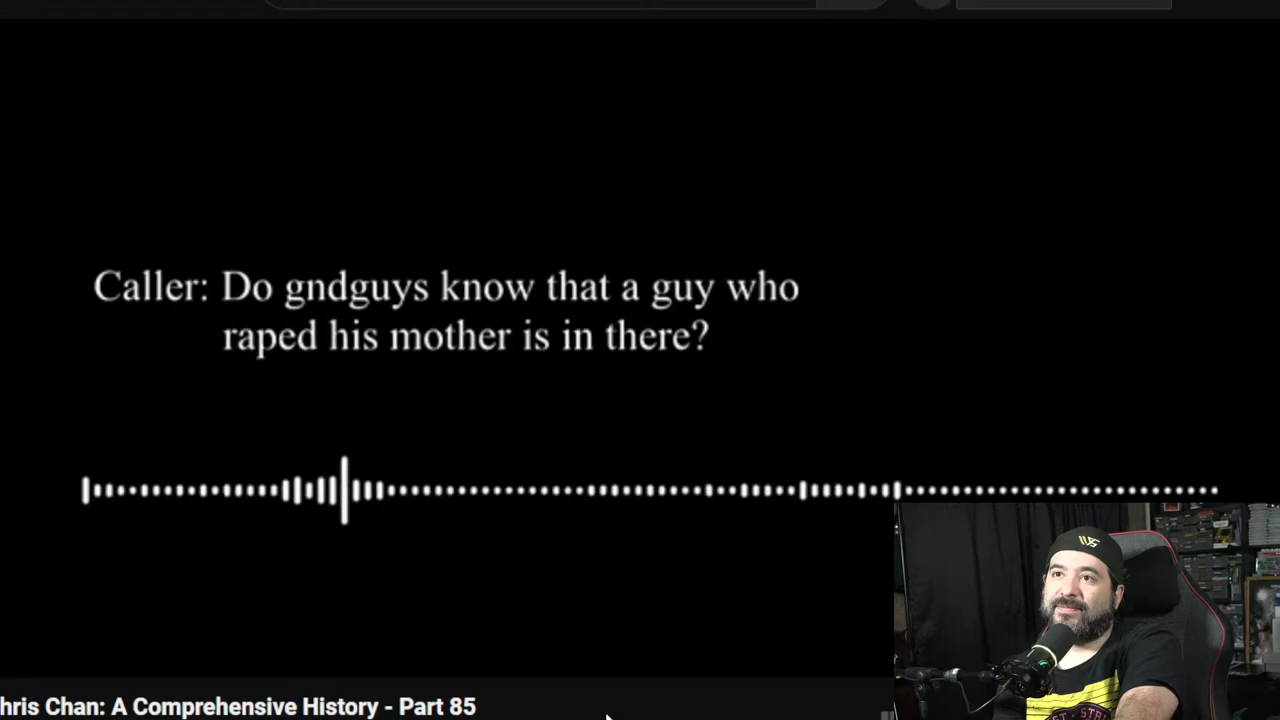 Caller: Do gndguys know that a guy who
raped his mother is in there?
hris Chan: A Comprehensive History - Part 85